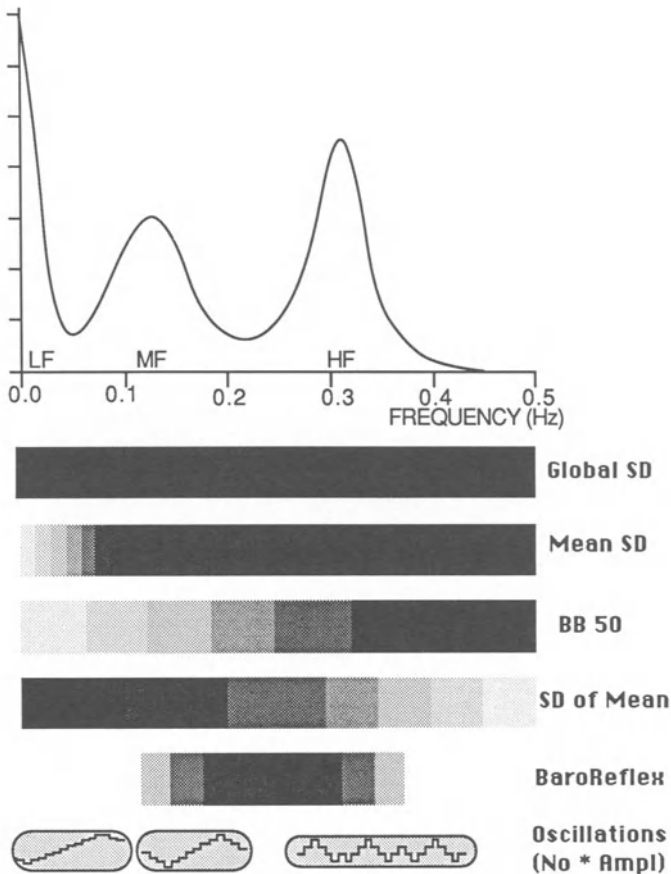 LF MF HF
0.0 0.1 0.2 0.3 0.4 0.5
FREQUENCY (Hz)
Global SD
Mean SD
BB 50
SD of Mean
BaroReflex
Oscillations
(No * Ampl)